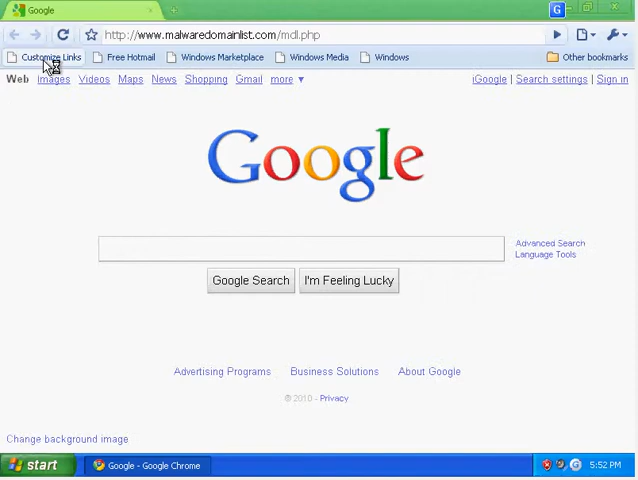 Google
http://www.malwaredomainlist.com/mdl.php
Customize Links Free Hotmail Windows Marketplace Windows Media Windows Other bookmarks
Web Images Videos Maps News Shopping Gmail more ▼ iGoogle | Search settings | Sign in
Google
Advanced Search
Language Tools
Google Search I'm Feeling Lucky
Advertising Programs Business Solutions About Google
© 2010 - Privacy
Change background image
start Google - Google Chrome 5:52 PM